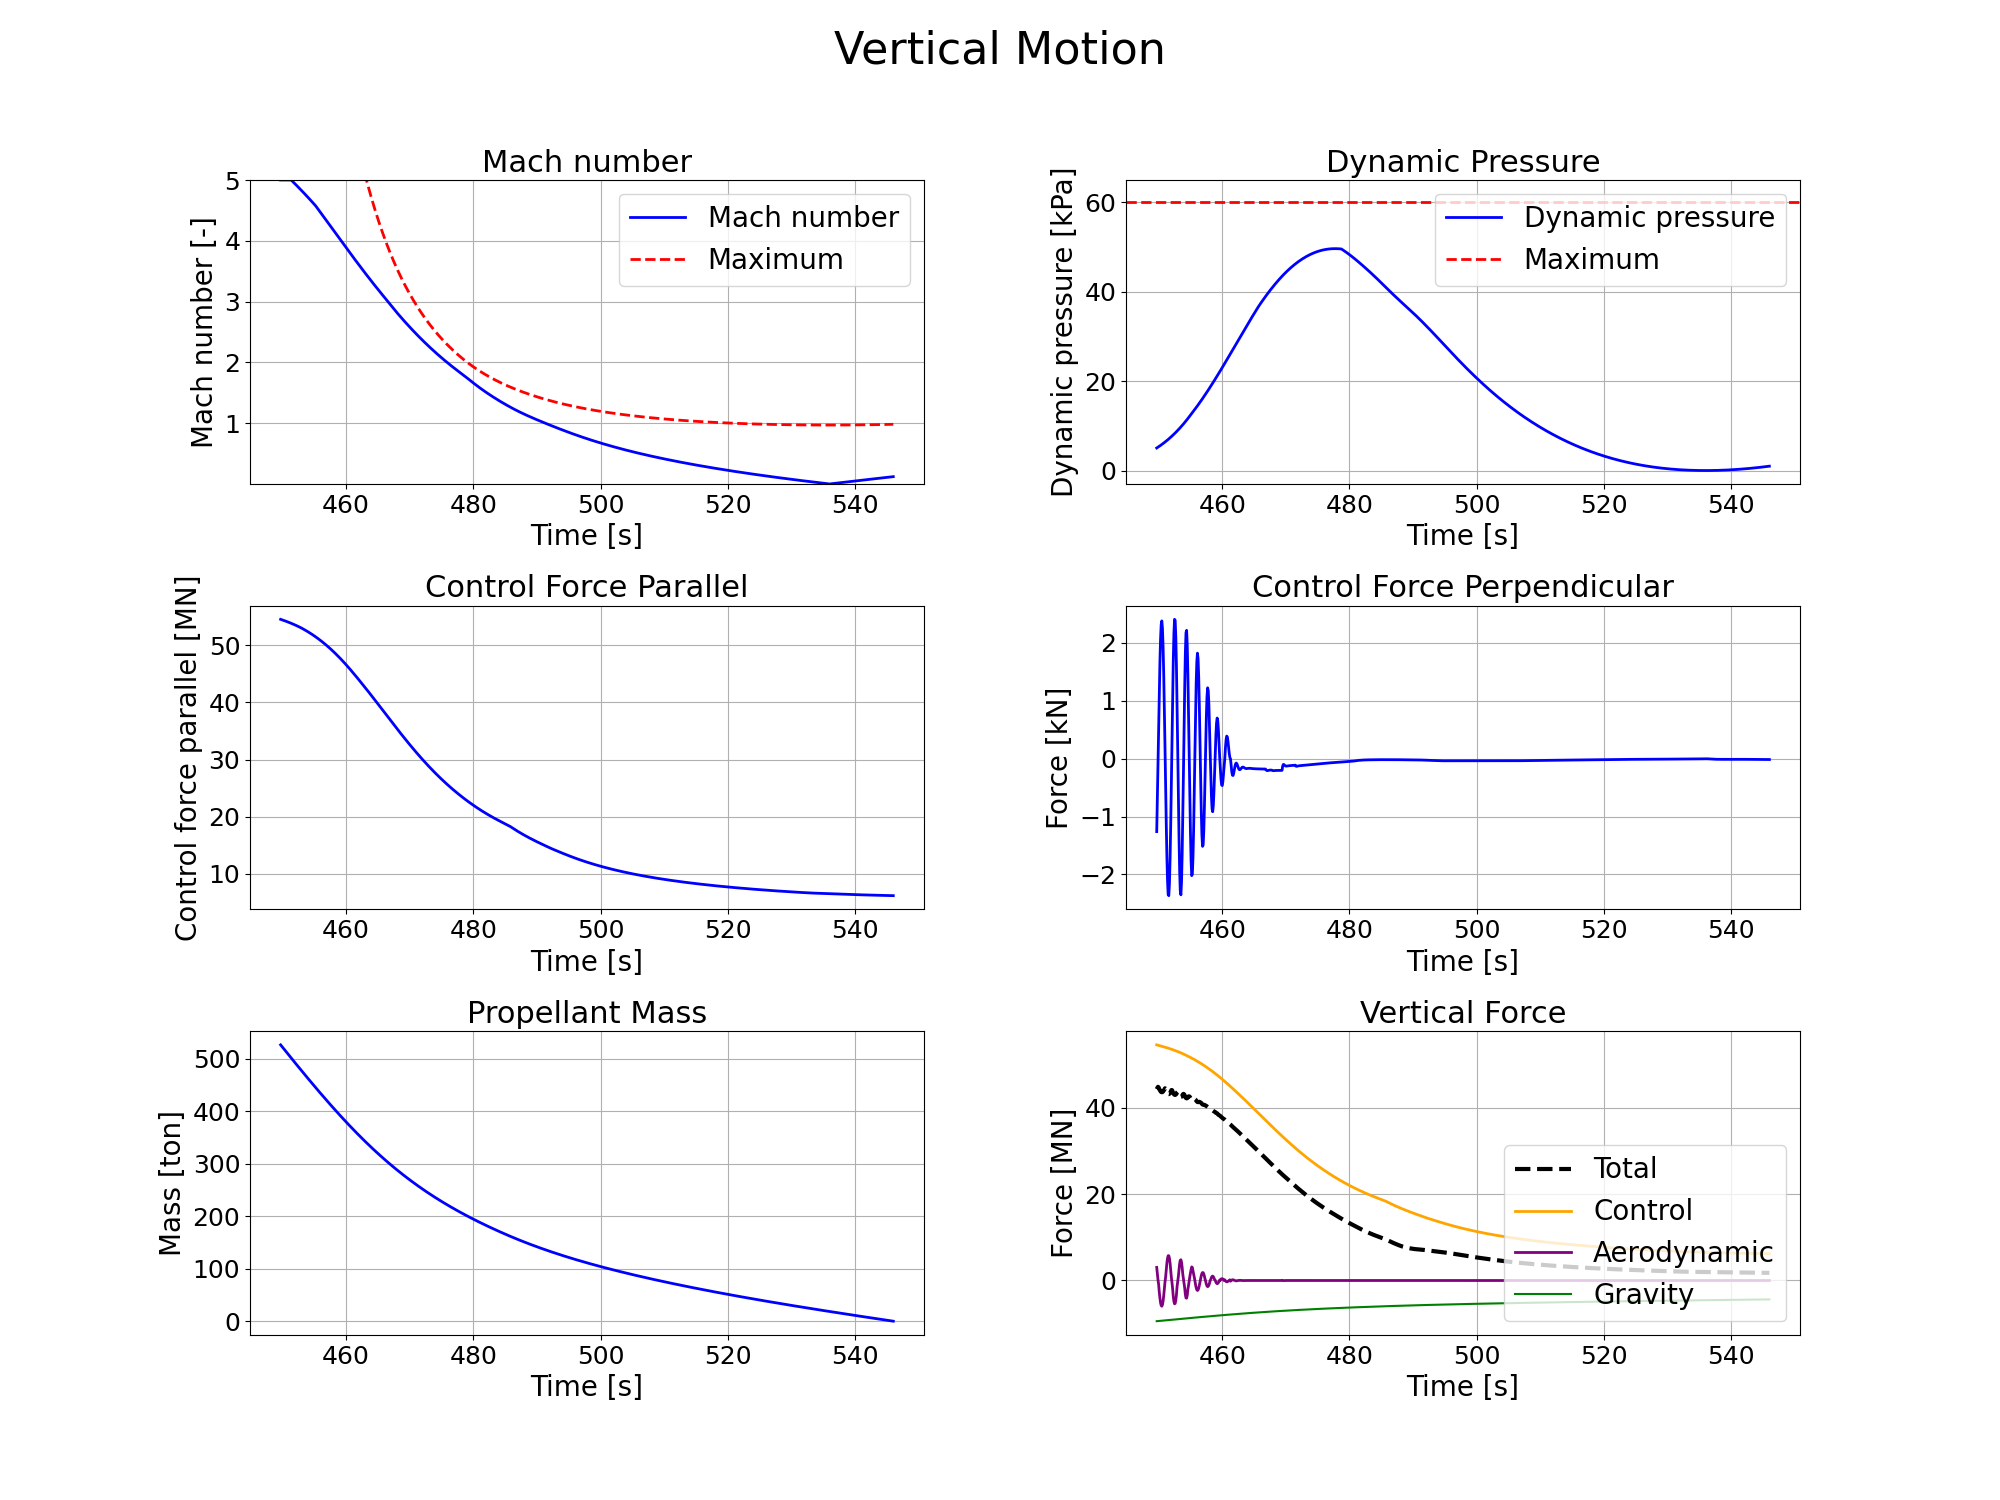 Vertical Motion
Mach number
Mach number [-]
5
4
3
2
1
Mach number
Maximum
460 480 500 520 540
Time [s]
Dynamic Pressure
Dynamic pressure [kPa]
60
40
20
0
Dynamic pressure
Maximum
460 480 500 520 540
Time [s]
Control Force Parallel
Control force parallel [MN]
50
40
30
20
10
460 480 500 520 540
Time [s]
Control Force Perpendicular
Force [kN]
2
1
0
−1
−2
460 480 500 520 540
Time [s]
Propellant Mass
Mass [ton]
500
400
300
200
100
0
460 480 500 520 540
Time [s]
Vertical Force
Force [MN]
40
20
0
Total
Control
Aerodynamic
Gravity
460 480 500 520 540
Time [s]